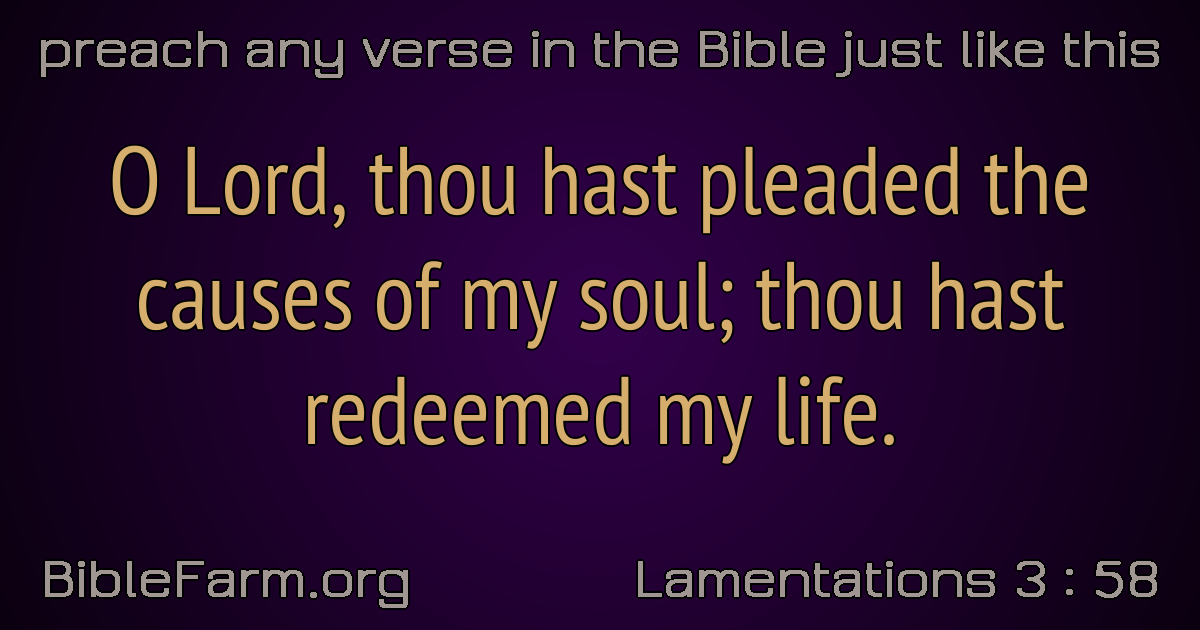 preach any verse in the Bible just like this
O Lord, thou hast pleaded the
causes of my soul; thou hast
redeemed my life.
BibleFarm.org
Lamentations 3 : 58